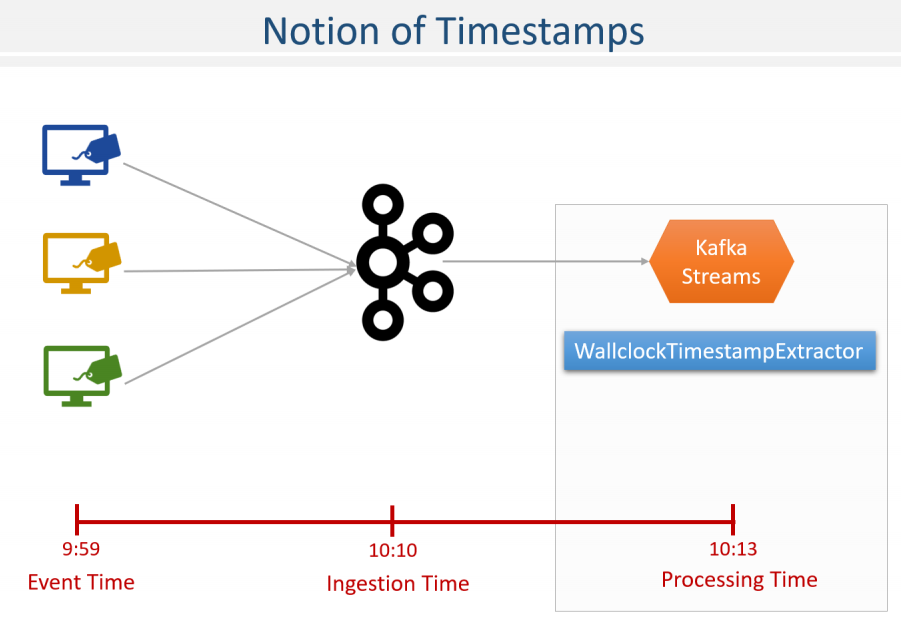 Notion of Timestamps
Kafka
Streams
WallclockTimestampExtractor
9:59
10:10
10:13
Event Time
Ingestion Time
Processing Time